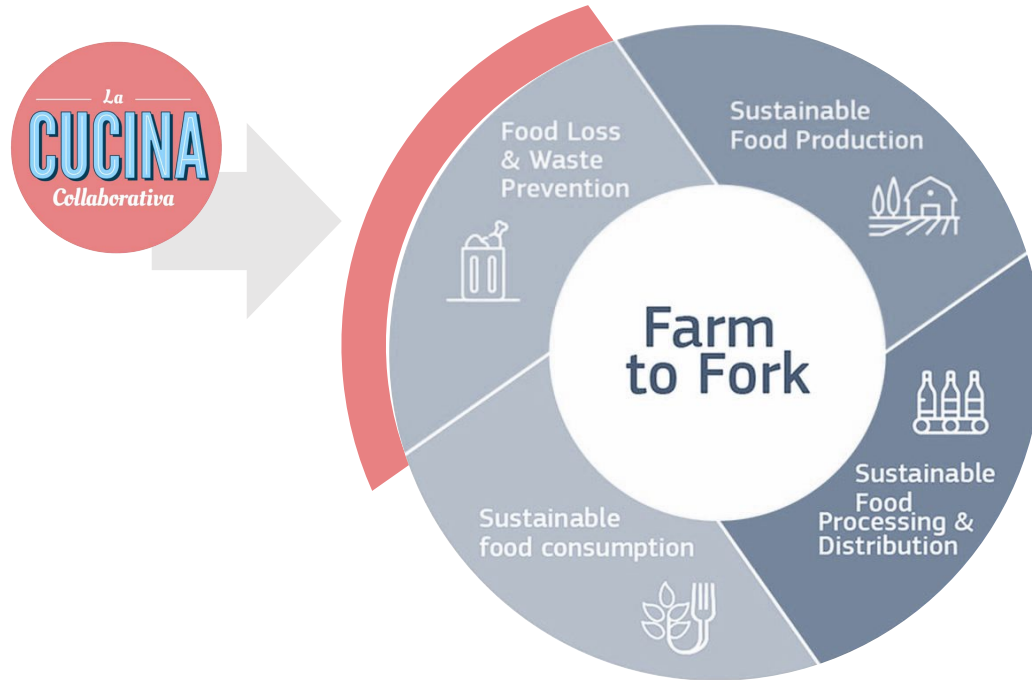 La
CUCINA
Collaborativa
Food Loss
& Waste
Prevention
Sustainable
Food Production
Farm
to Fork
Sustainable
Food
Processing &
Distribution
Sustainable
food consumption